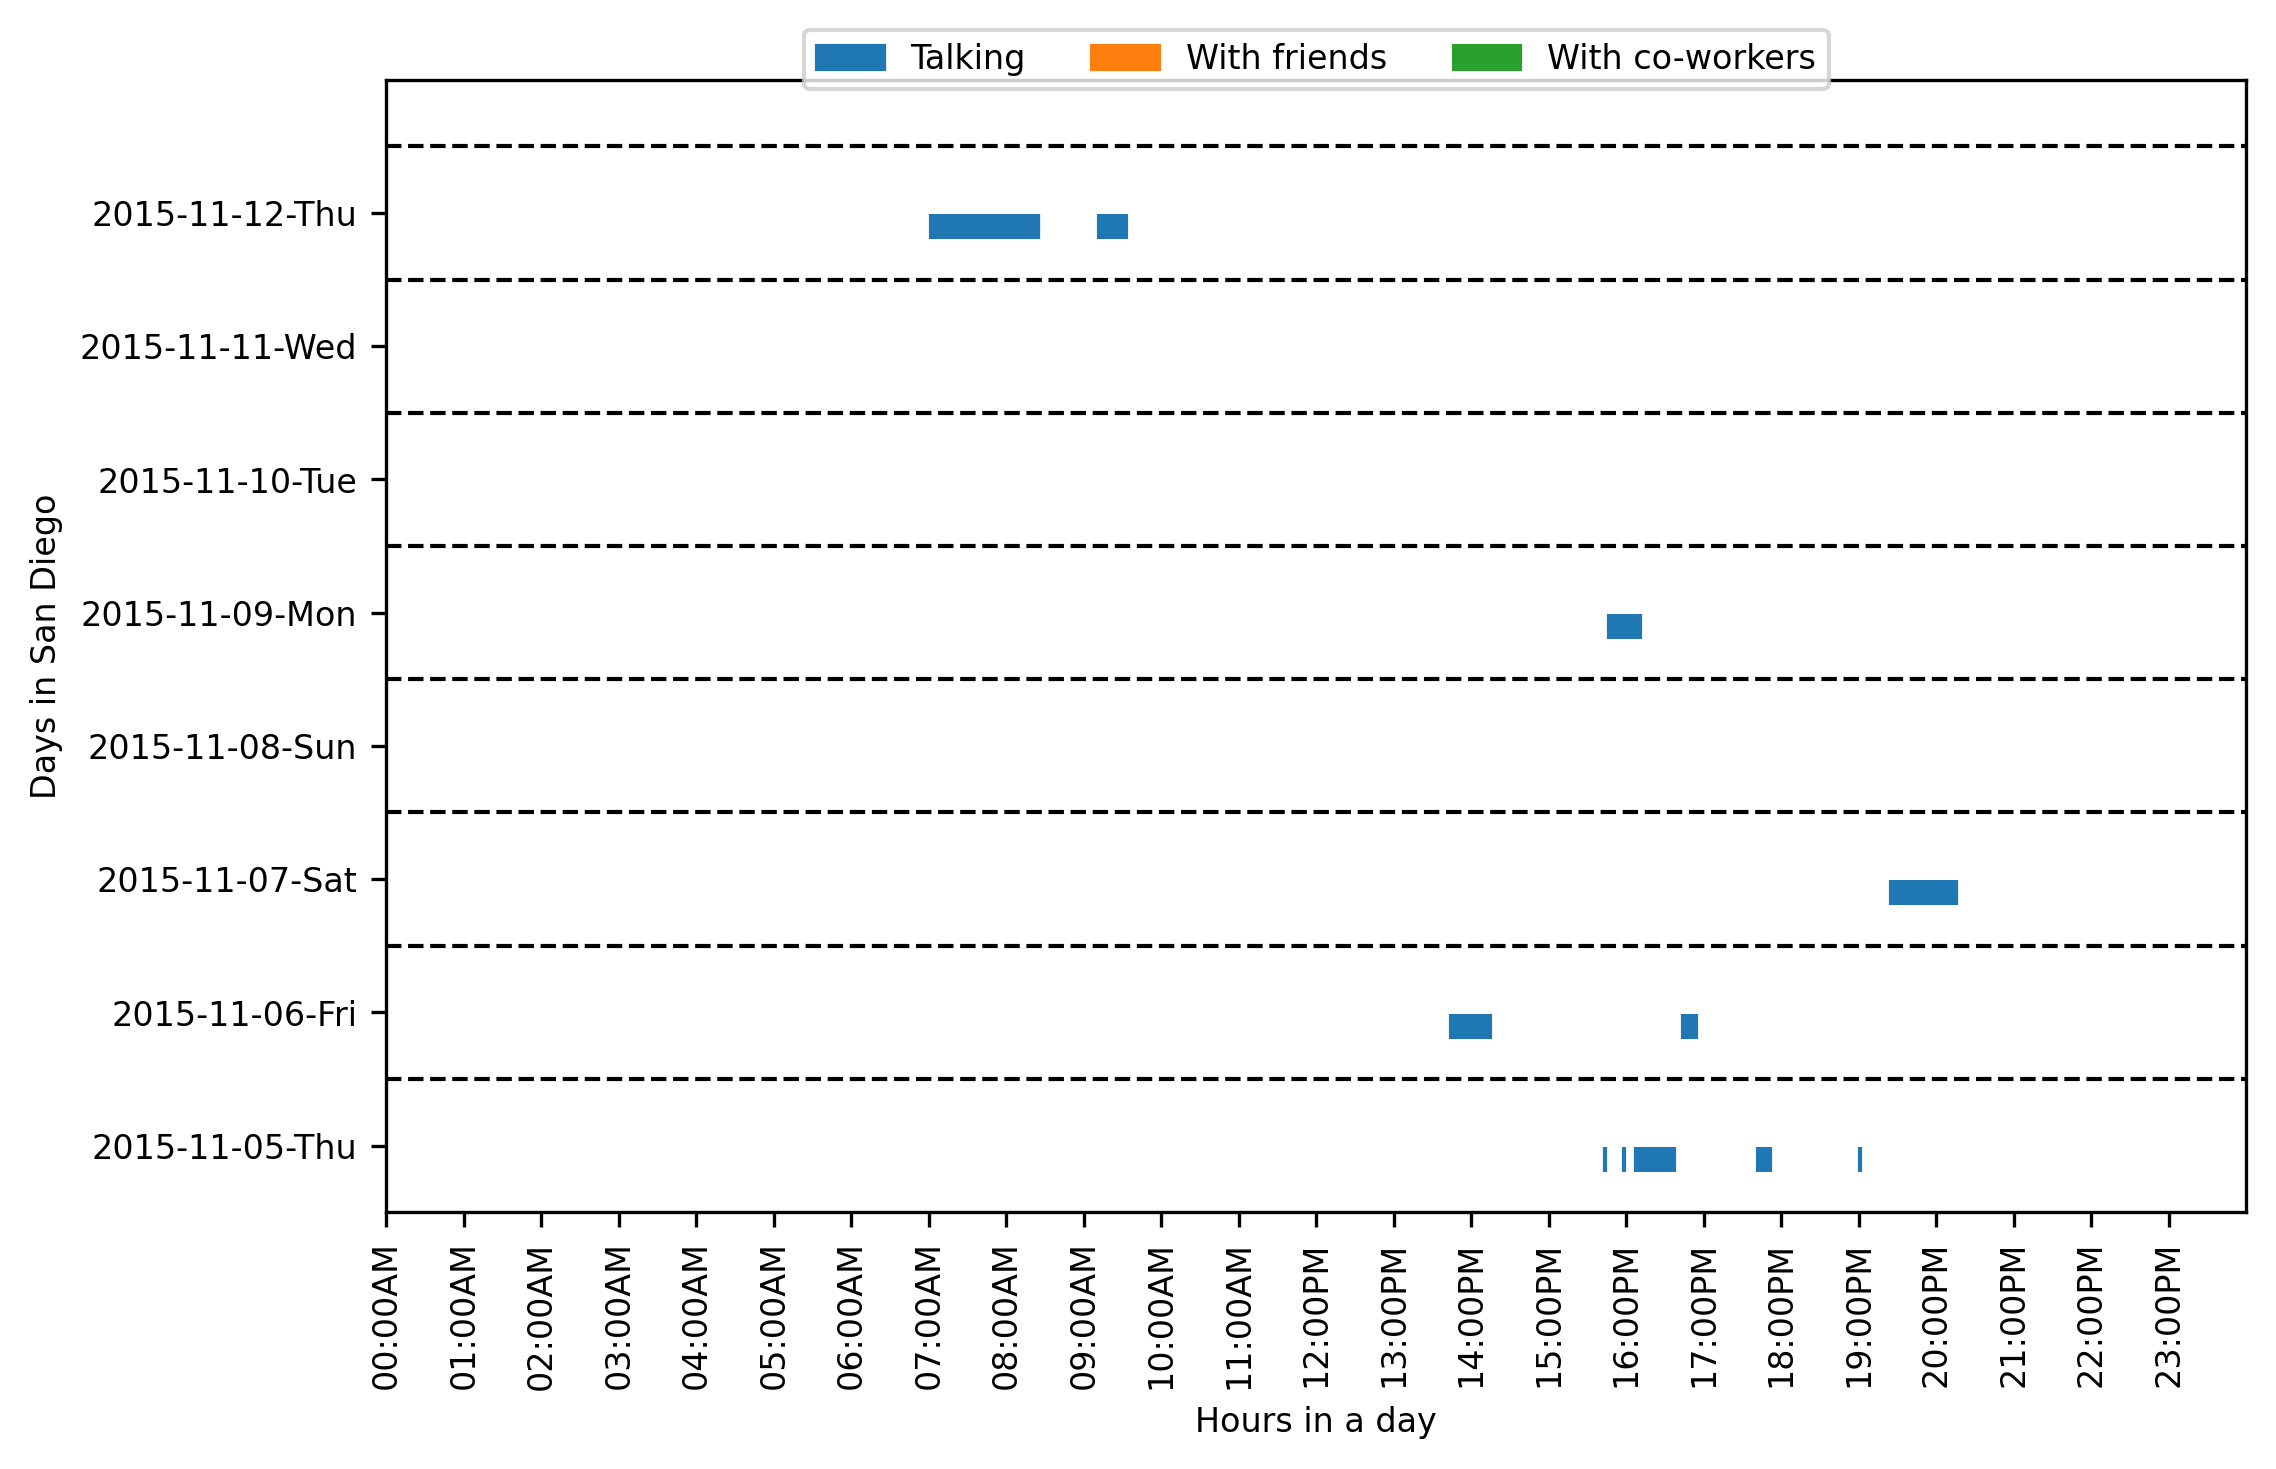 Talking With friends With co-workers
2015-11-12-Thu
2015-11-11-Wed
2015-11-10-Tue
2015-11-09-Mon
2015-11-08-Sun
2015-11-07-Sat
2015-11-06-Fri
2015-11-05-Thu
Days in San Diego
00:00AM
01:00AM
02:00AM
03:00AM
04:00AM
05:00AM
06:00AM
07:00AM
08:00AM
09:00AM
10:00AM
11:00AM
12:00PM
13:00PM
14:00PM
15:00PM
16:00PM
17:00PM
18:00PM
19:00PM
20:00PM
21:00PM
22:00PM
23:00PM
Hours in a day